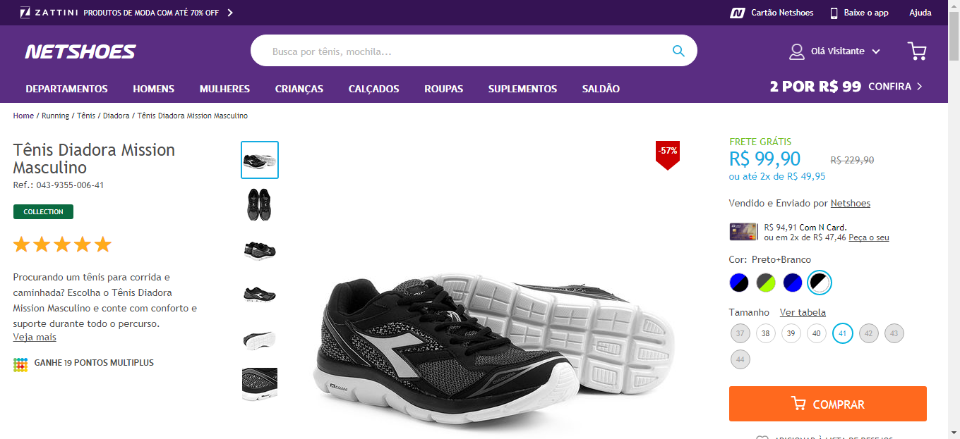 ZATTINI PRODUTOS DE MODA COM ATÉ 70% OFF
Cartão Netshoes
Baixe o app
Ajuda
NETSHOES
Busca por tênis, mochila...
Olá Visitante
DEPARTAMENTOS HOMENS MULHERES CRIANÇAS CALÇADOS ROUPAS SUPLEMENTOS SALDÃO
2 POR R$ 99 CONFIRA
Home / Running / Tênis / Diadora / Tênis Diadora Mission Masculino
Tênis Diadora Mission
Masculino
Ref.: 043-9355-006-41
COLLECTION
Procurando um tênis para corrida e
caminhada? Escolha o Tênis Diadora
Mission Masculino e conte com conforto e
suporte durante todo o percurso.
Veja mais
GANHE 19 PONTOS MULTIPLUS
-57%
FRETE GRÁTIS
R$ 99,90 R$ 229,90
ou até 2x de R$ 49,95
Vendido e Enviado por Netshoes
R$ 94,91 Com N Card.
ou em 2x de R$ 47,46 Peça o seu
Cor: Preto+Branco
Tamanho Ver tabela
37 38 39 40 41 42 43
44
COMPRAR